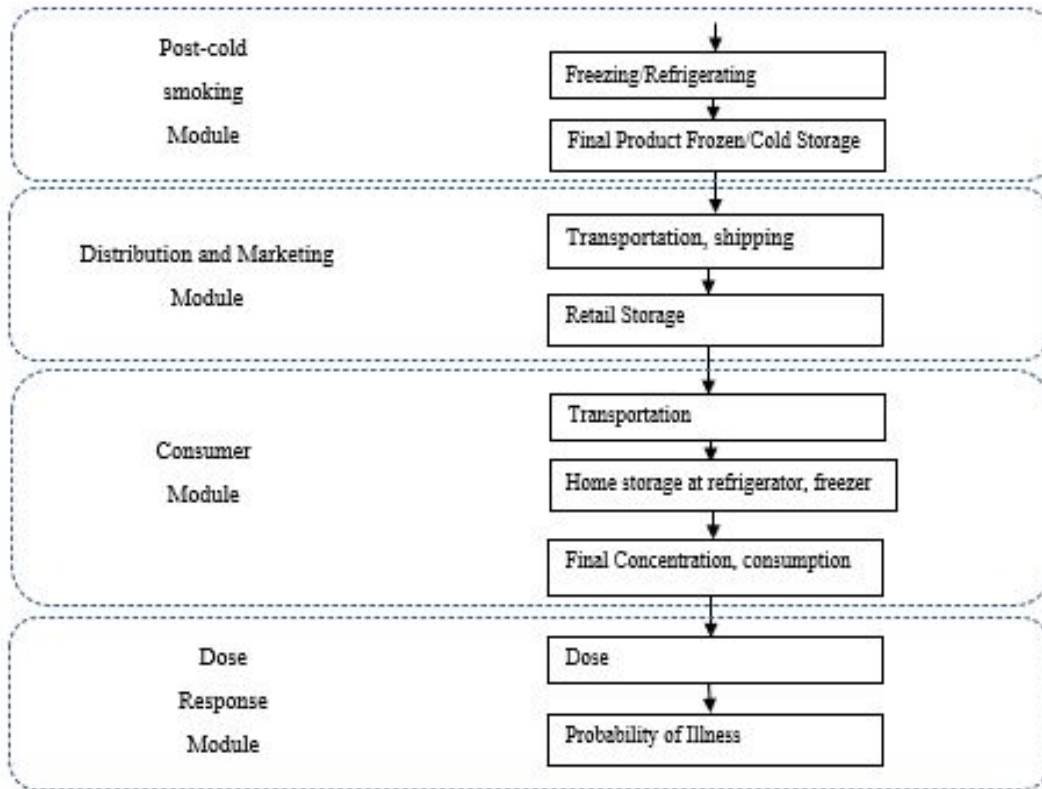 Post-cold
smoking
Module
Freezing/Refrigerating
Final Product Frozen/Cold Storage
Distribution and Marketing
Module
Transportation, shipping
Retail Storage
Consumer
Module
Transportation
Home storage at refrigerator, freezer
Final Concentration, consumption
Dose
Response
Module
Dose
Probability of Illness